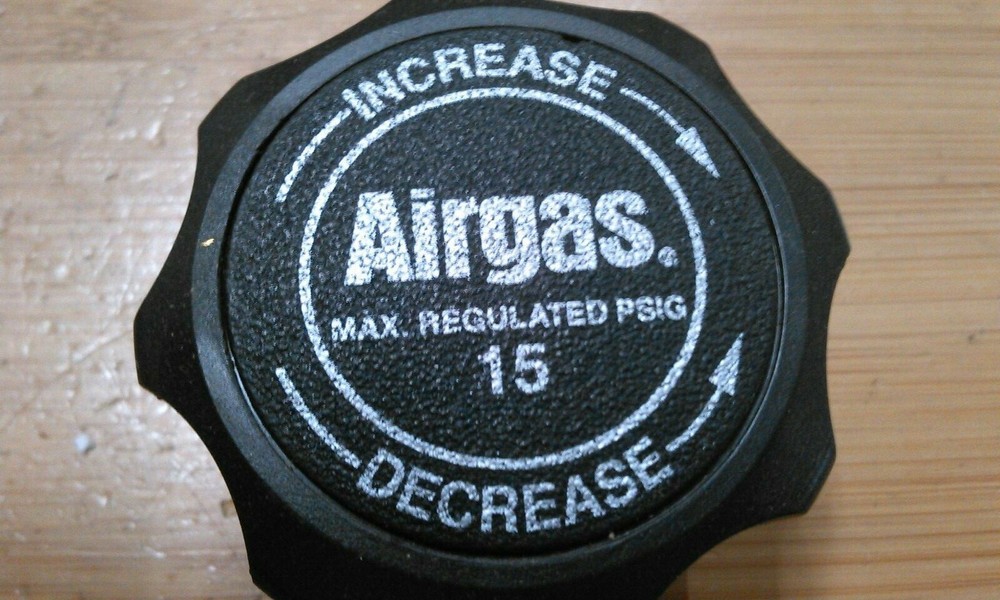 INCREASE
Airgas.®
MAX. REGULATED PSIG
15
DECREASE